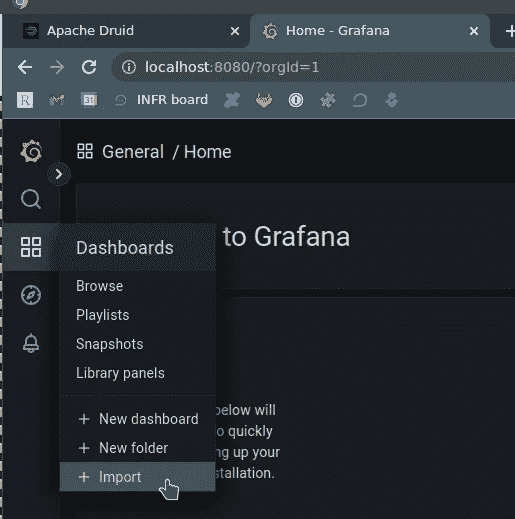 Apache Druid
Home - Grafana
localhost:8080/?orgId=1
R
31
INFR board
General / Home
to Grafana
Dashboards
Browse
Playlists
Snapshots
Library panels
+ New dashboard
below will
o quickly
+ New folder
ng up your
+ Import
stallation.